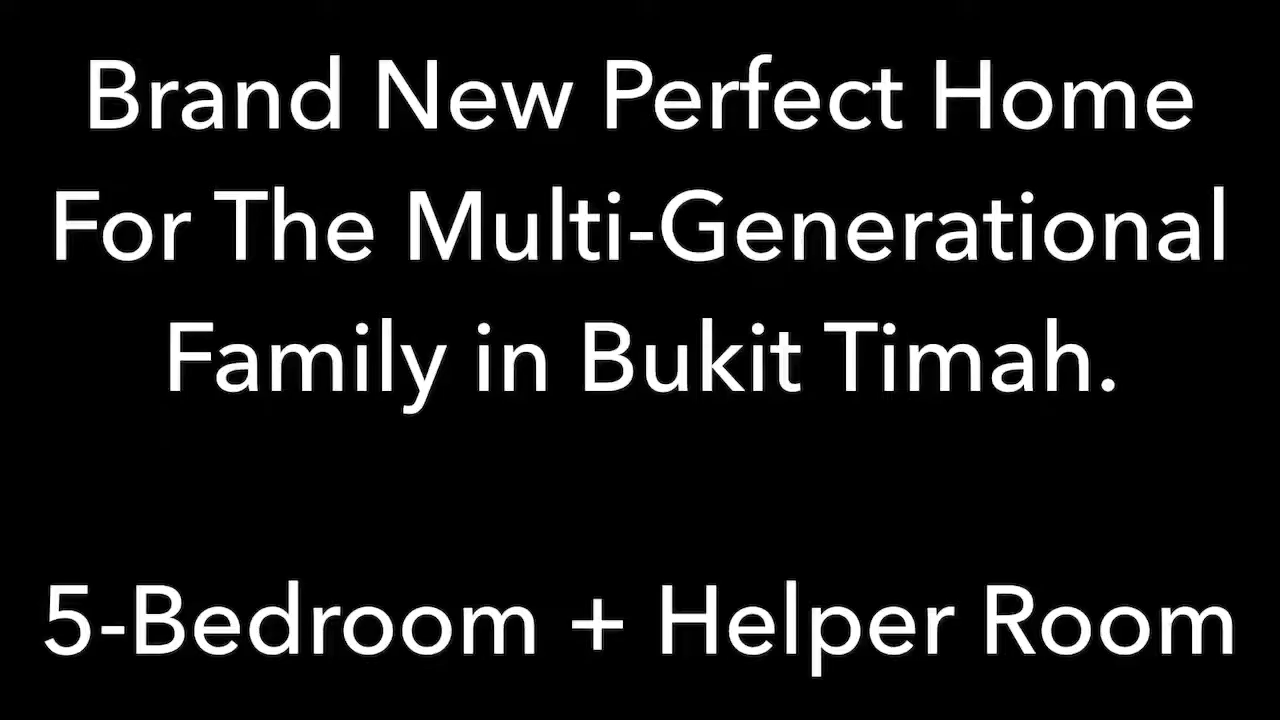 Brand New Perfect Home
For The Multi-Generational
Family in Bukit Timah.
5-Bedroom + Helper Room